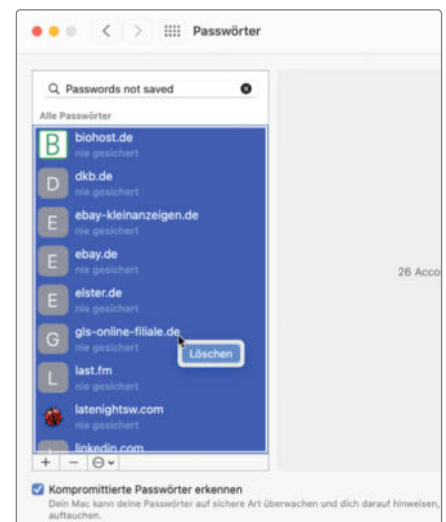 Passwörter
Passwords not saved
Alle Passwörter
B
biohost.de
nie gesichert
D
dkb.de
nie gesichert
E
ebay-kleinanzeigen.de
nie gesichert
E
ebay.de
nie gesichert
E
elster.de
nie gesichert
G
gls-online-filiale.de
nie gesichert
Löschen
L
last.fm
nie gesichert
latenightsw.com
nie gesichert
linkedin.com
26 Acco
Kompromittierte Passwörter erkennen
Dein Mac kann deine Passwörter auf sichere Art überwachen und dich darauf hinweisen,
auftauchen.